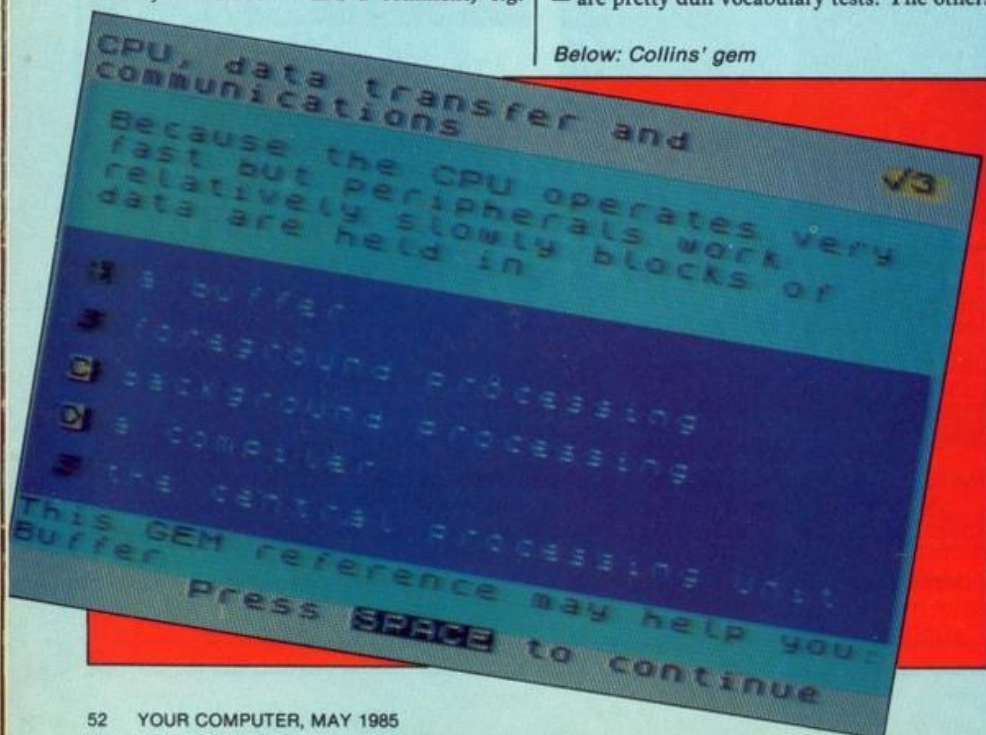 are pretty dull vocabulary tests. The others
Below: Collins' gem
CPU, data transfer and
communications
√3
Because the CPU operates very
fast but peripherals work
relatively slowly blocks of
data are held in
a buffer
foreground processing
background processing
a compiler
the central processing unit
This GEM reference may help you:
Buffer
Press SPACE to continue
52 YOUR COMPUTER, MAY 1985